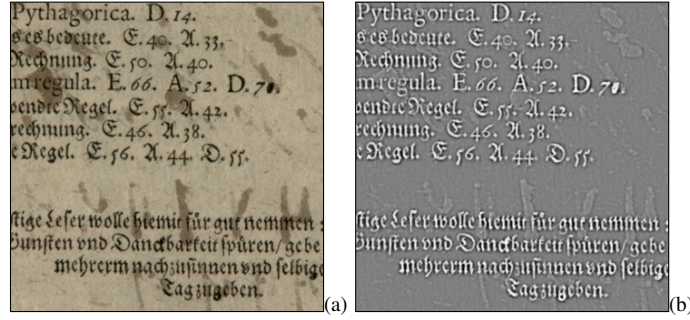 Pythagorica. D. 14.
s es bedeute. E. 40. A. 33.
Rechnung. E. 50. A. 40.
m regula. E. 66. A. 52. D. 70.
bendte Regel. E. 55. A. 42.
rechnung. E. 46. A. 38.
e Regel. E. 56. A. 44. D. 55.
stige Leser wolle hiemit für gut nemmen :
Gunsten vnd Danckbarkeit spüren/ gebe
mehrerm nachzusinnen vnd selbige
Tag zugeben.
(a)
Pythagorica. D. 14.
s es bedeute. E. 40. A. 33.
Rechnung. E. 50. A. 40.
m regula. E. 66. A. 52. D. 70.
bendte Regel. E. 55. A. 42.
rechnung. E. 46. A. 38.
e Regel. E. 56. A. 44 D. 55.
stige Leser wolle hiemit für gut nemmen :
Gunsten vnd Danckbarkeit spüren/ gebe
mehrerm nachzusinnen vnd selbige
Tag zugeben.
(b)